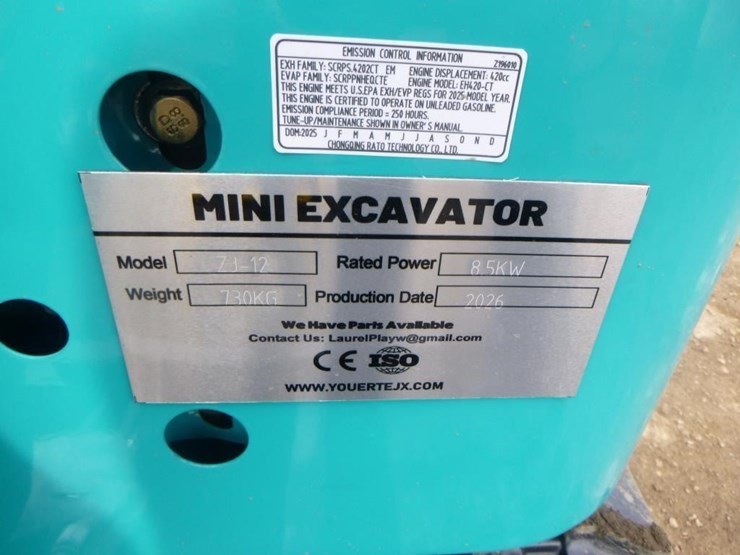 EMISSION CONTROL INFORMATION Z196010
EXH FAMILY: SCRPS.4202CT EM ENGINE DISPLACEMENT: 420cc
EVAP FAMILY: SCRPPNHEQCTE ENGINE MODEL: EH420-CT
THIS ENGINE MEETS U.S.EPA EXH/EVP REGS FOR 2025-MODEL YEAR.
THIS ENGINE IS CERTIFIED TO OPERATE ON UNLEADED GASOLINE.
EMISSION COMPLIANCE PERIOD = 250 HOURS.
TUNE-UP/MAINTENANCE SHOWN IN OWNER'S MANUAL.
DOM:2025 J F M A M J J A S O N D
CHONGQING RATO TECHNOLOGY CO., LTD.
8.8
MINI EXCAVATOR
Model ZJ-12 Rated Power 8.5KW
Weight 730KG Production Date 2026
We Have Parts Available
Contact Us: LaurelPlayw@gmail.com
CE ISO
WWW.YOUERTEJX.COM